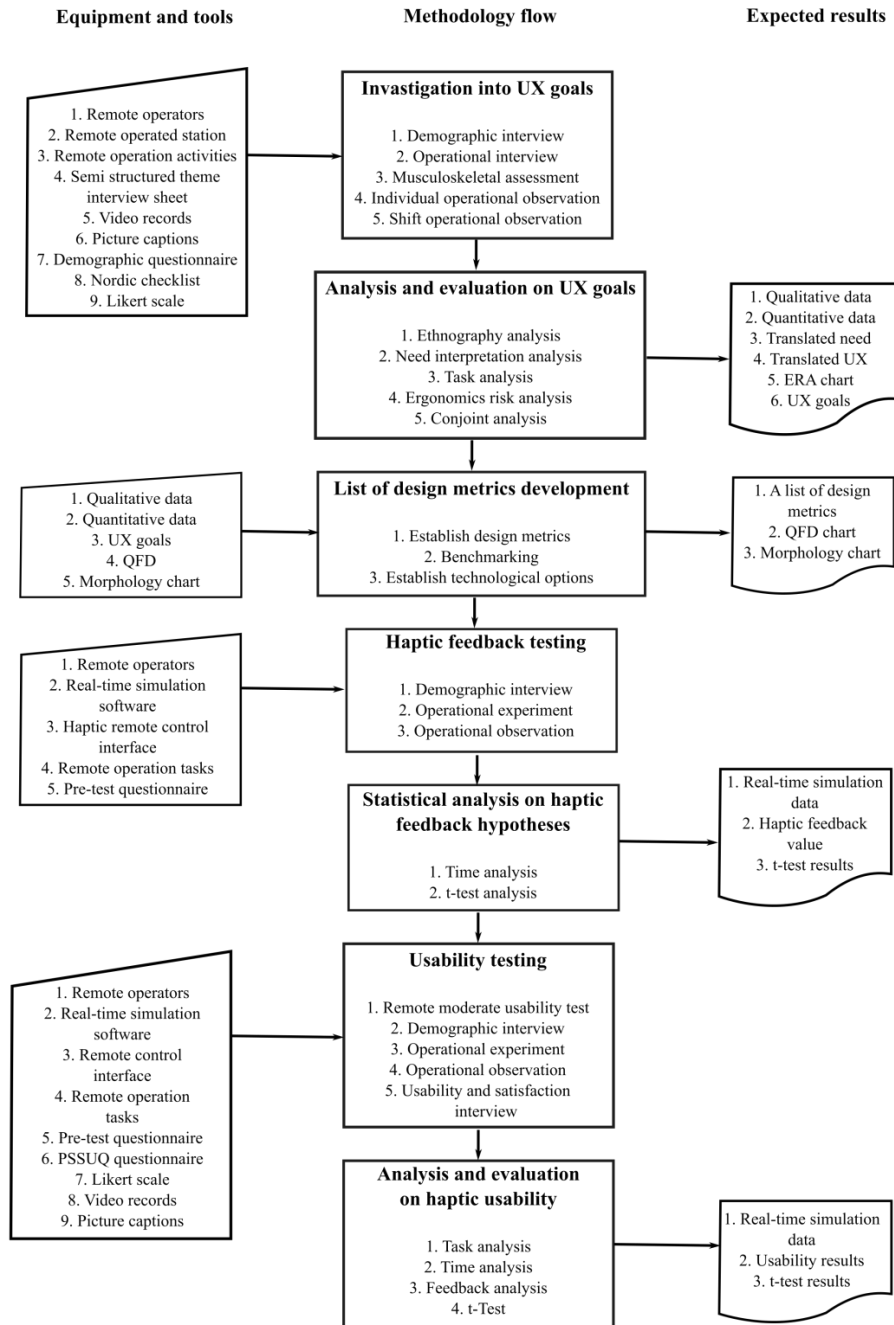 Equipment and tools
Methodology flow
Expected results
1. Remote operators
2. Remote operated station
3. Remote operation activities
4. Semi structured theme
interview sheet
5. Video records
6. Picture captions
7. Demographic questionnaire
8. Nordic checklist
9. Likert scale
Invastigation into UX goals
1. Demographic interview
2. Operational interview
3. Musculoskeletal assessment
4. Individual operational observation
5. Shift operational observation
Analysis and evaluation on UX goals
1. Ethnography analysis
2. Need interpretation analysis
3. Task analysis
4. Ergonomics risk analysis
5. Conjoint analysis
1. Qualitative data
2. Quantitative data
3. Translated need
4. Translated UX
5. ERA chart
6. UX goals
1. Qualitative data
2. Quantitative data
3. UX goals
4. QFD
5. Morphology chart
List of design metrics development
1. Establish design metrics
2. Benchmarking
3. Establish technological options
1. A list of design
metrics
2. QFD chart
3. Morphology chart
1. Remote operators
2. Real-time simulation
software
3. Haptic remote control
interface
4. Remote operation tasks
5. Pre-test questionnaire
Haptic feedback testing
1. Demographic interview
2. Operational experiment
3. Operational observation
Statistical analysis on haptic
feedback hypotheses
1. Time analysis
2. t-test analysis
1. Real-time simulation
data
2. Haptic feedback
value
3. t-test results
1. Remote operators
2. Real-time simulation
software
3. Remote control
interface
4. Remote operation
tasks
5. Pre-test questionnaire
6. PSSUQ questionnaire
7. Likert scale
8. Video records
9. Picture captions
Usability testing
1. Remote moderate usability test
2. Demographic interview
3. Operational experiment
4. Operational observation
5. Usability and satisfaction
interview
Analysis and evaluation
on haptic usability
1. Task analysis
2. Time analysis
3. Feedback analysis
4. t-Test
1. Real-time simulation
data
2. Usability results
3. t-test results